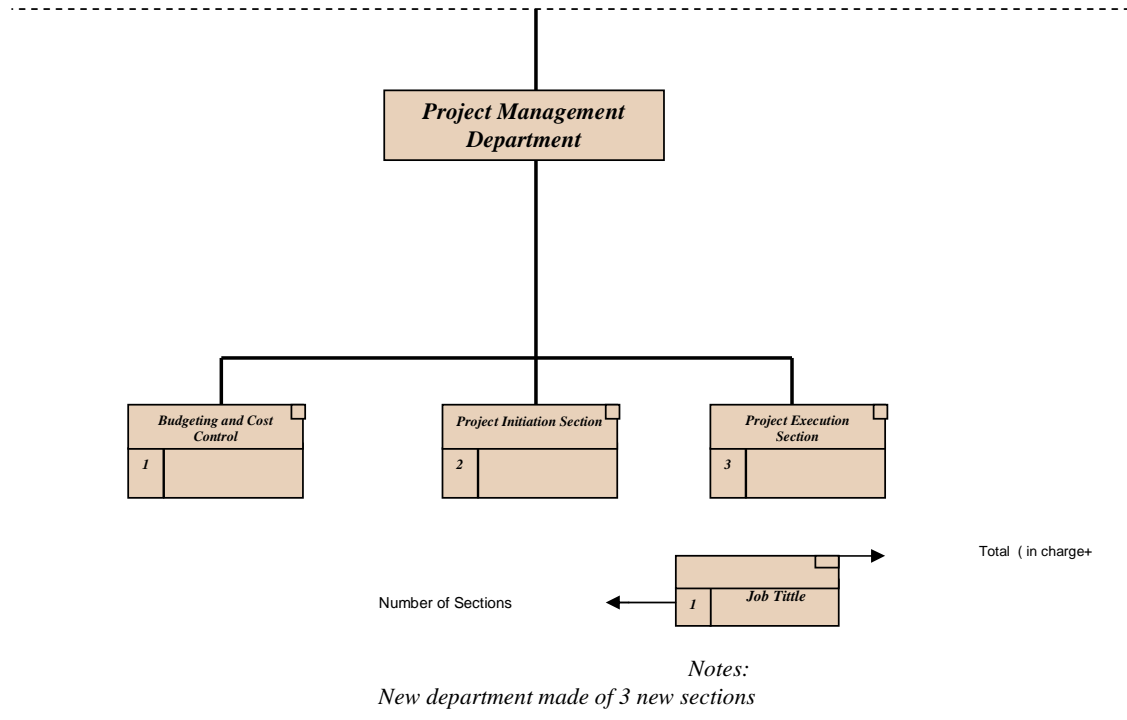 Project Management
Department
Budgeting and Cost
Control
1
Project Initiation Section
2
Project Execution
Section
3
Total ( in charge+
Number of Sections
1
Job Tittle
Notes:
New department made of 3 new sections